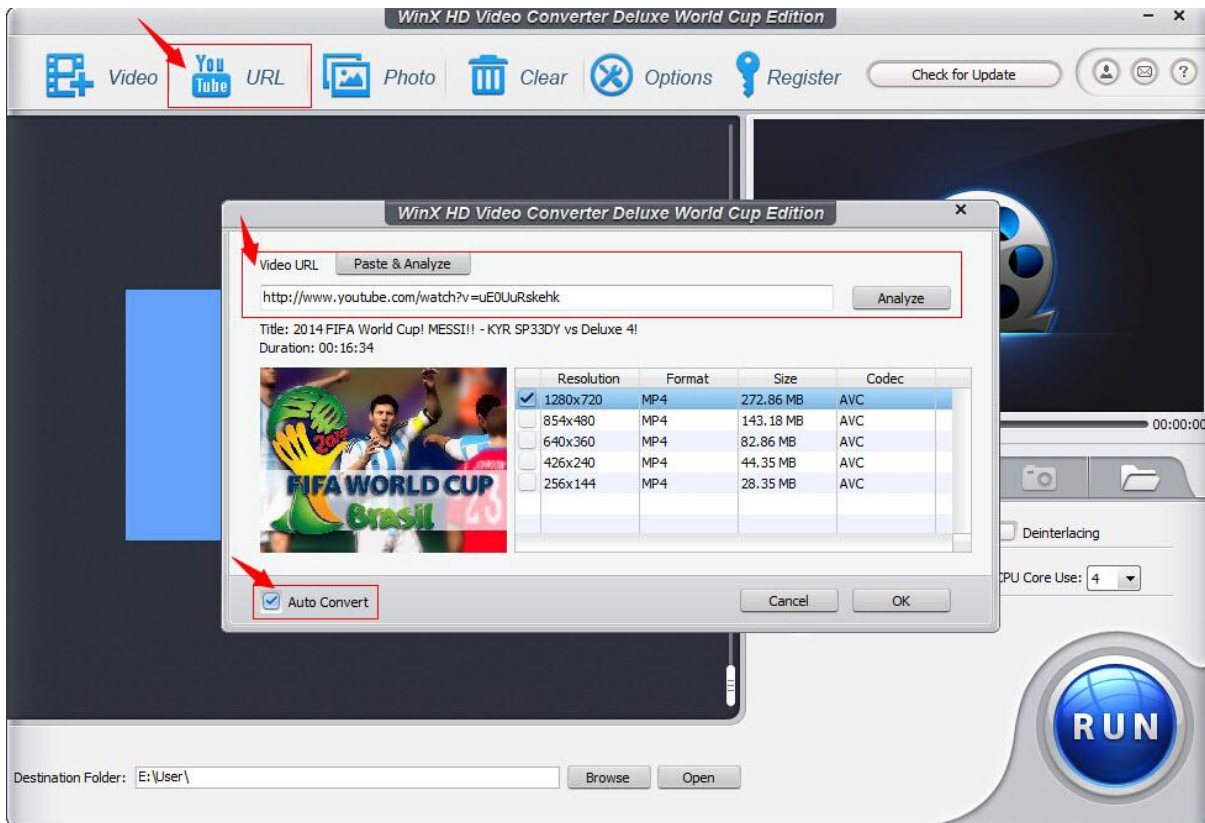 WinX HD Video Converter Deluxe World Cup Edition
Video
You Tube URL
Photo
Clear
Options
Register
Check for Update
?
WinX HD Video Converter Deluxe World Cup Edition
Video URL
Paste & Analyze
http://www.youtube.com/watch?v=uE0UuRskehk
Analyze
Title: 2014 FIFA World Cup! MESSI!! - KYR SP33DY vs Deluxe 4!
Duration: 00:16:34
2014
FIFA WORLD CUP
Brasil
23
Resolution Format Size Codec
1280x720 MP4 272.86 MB AVC
854x480 MP4 143.18 MB AVC
640x360 MP4 82.86 MB AVC
426x240 MP4 44.35 MB AVC
256x144 MP4 28.35 MB AVC
00:00:00
Deinterlacing
CPU Core Use: 4
Auto Convert
Cancel
OK
RUN
Destination Folder: E:\User\
Browse
Open